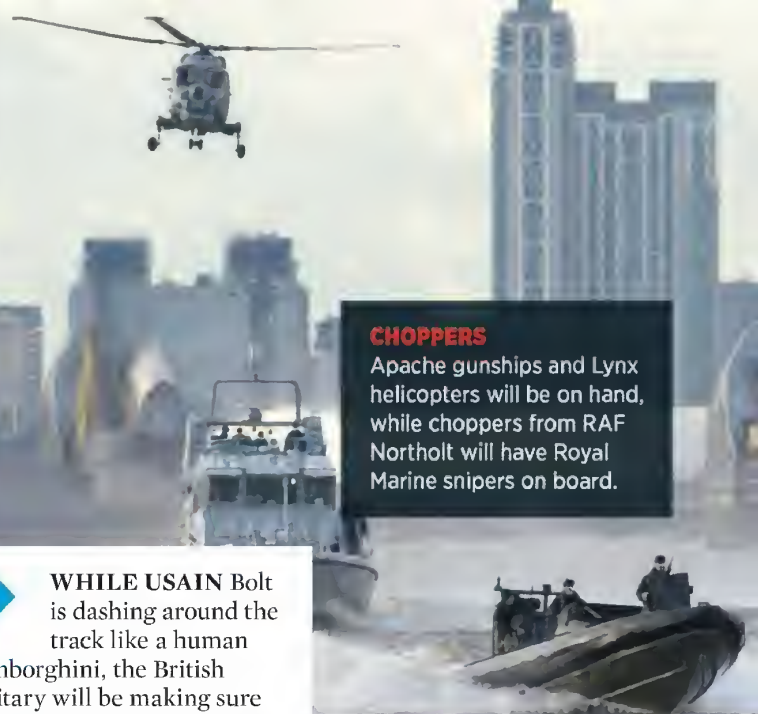 CHOPPERS
Apache gunships and Lynx
helicopters will be on hand,
while choppers from RAF
Northolt will have Royal
Marine snipers on board.
WHILE USAIN Bolt
is dashing around the
track like a human
nborghini, the British
itary will be making sure